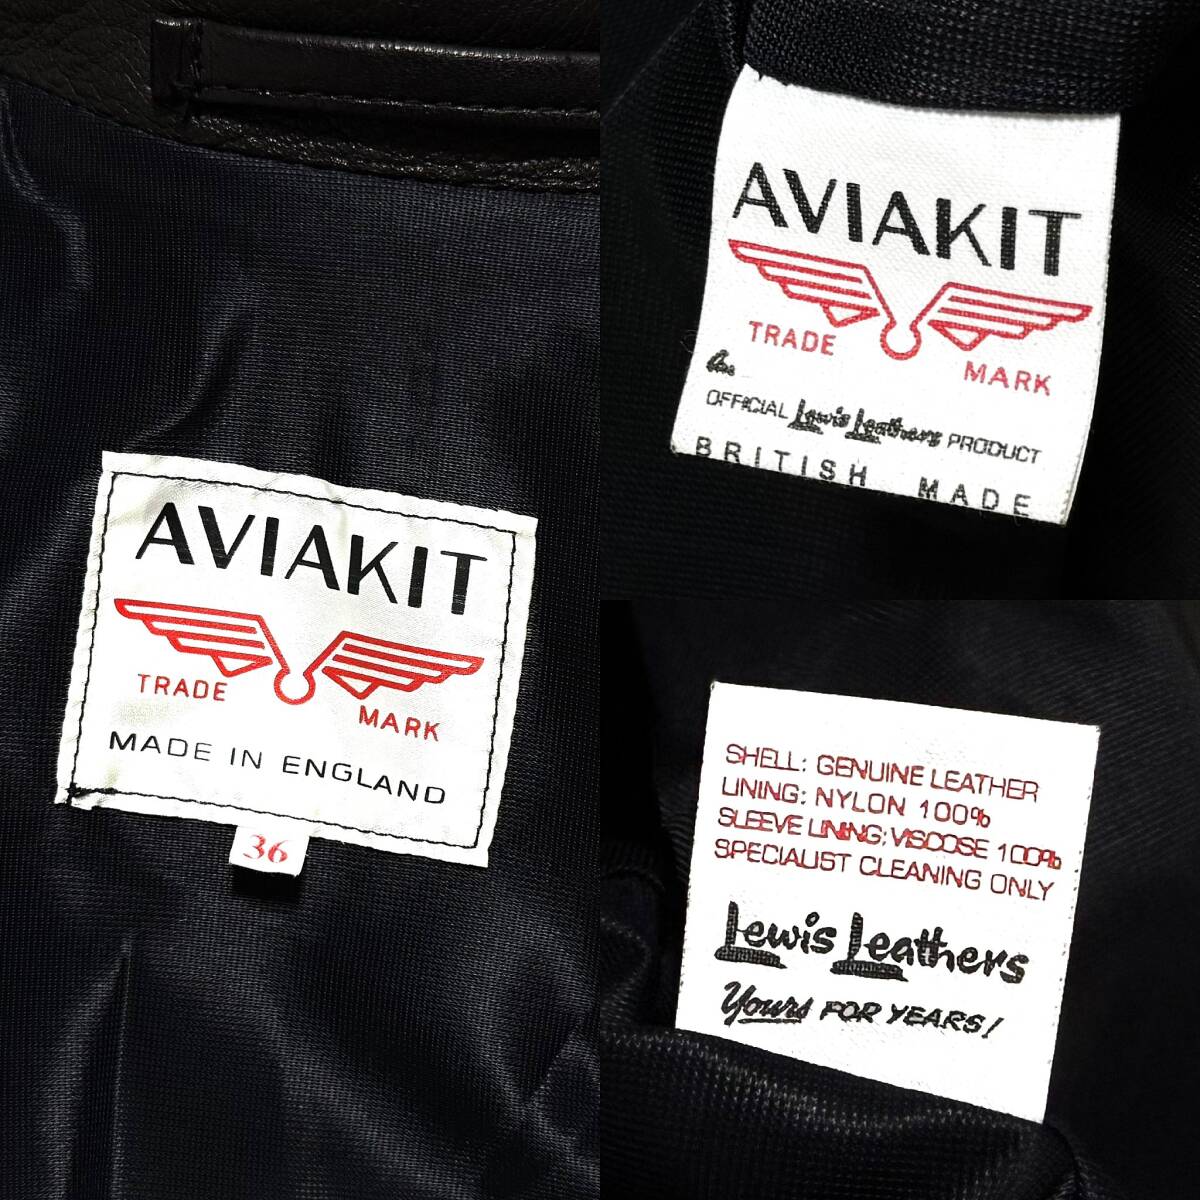 AVIAKIT
TRADE MARK
MADE IN ENGLAND
36
AVIAKIT
TRADE MARK
An
OFFICIAL Lewis Leathers PRODUCT
BRITISH MADE
SHELL: GENUINE LEATHER
LINING: NYLON 100%
SLEEVE LINING: VISCOSE 100%
SPECIALIST CLEANING ONLY
Lewis Leathers
Yours FOR YEARS!